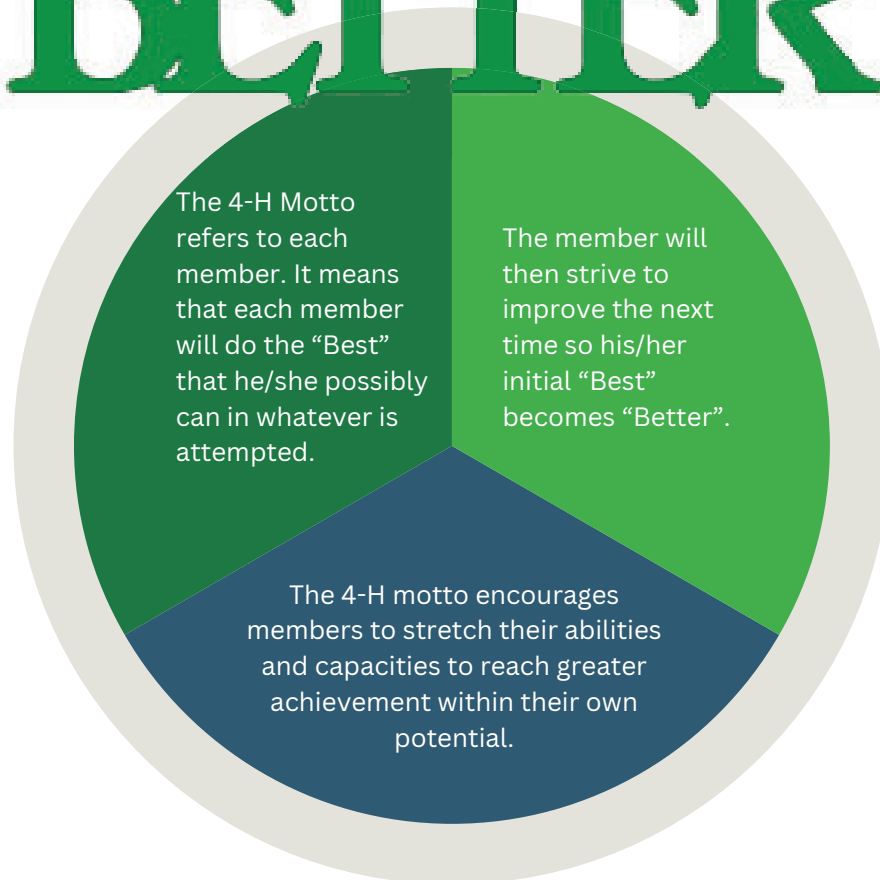 BETTER
The 4-H Motto
refers to each
member. It means
that each member
will do the “Best”
that he/she possibly
can in whatever is
attempted.
The member will
then strive to
improve the next
time so his/her
initial “Best”
becomes “Better”.
The 4-H motto encourages
members to stretch their abilities
and capacities to reach greater
achievement within their own
potential.